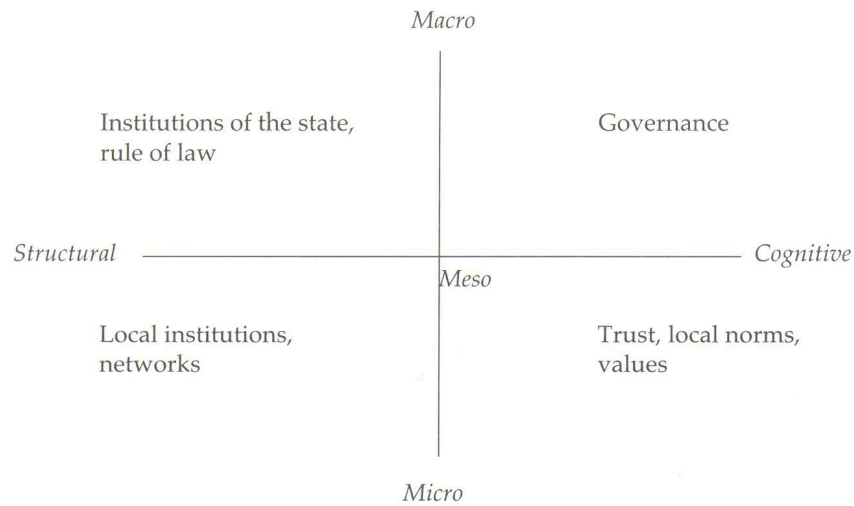 Macro
Institutions of the state,
rule of law
Governance
Structural
Cognitive
Meso
Local institutions,
networks
Trust, local norms,
values
Micro